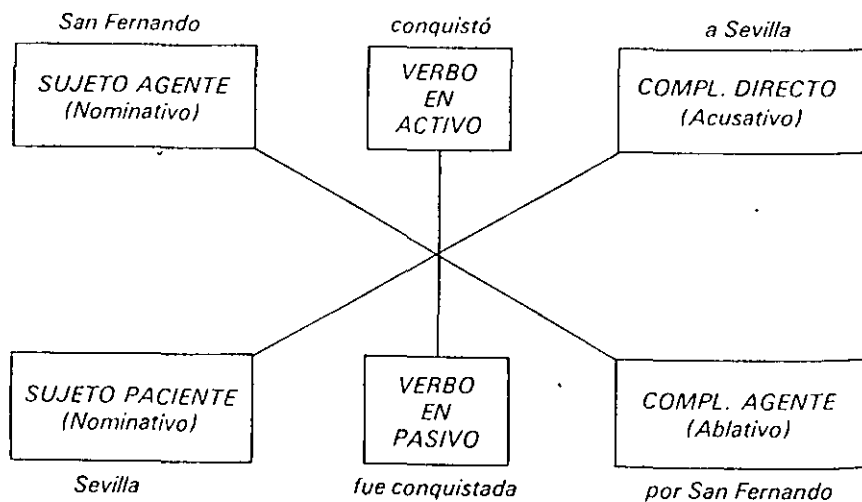 San Fernando
conquistó
a Sevilla
SUJETO AGENTE
(Nominativo)
VERBO
EN
ACTIVO
COMPL. DIRECTO
(Acusativo)
SUJETO PACIENTE
(Nominativo)
VERBO
EN
PASIVO
COMPL. AGENTE
(Ablativo)
Sevilla
fue conquistada
por San Fernando